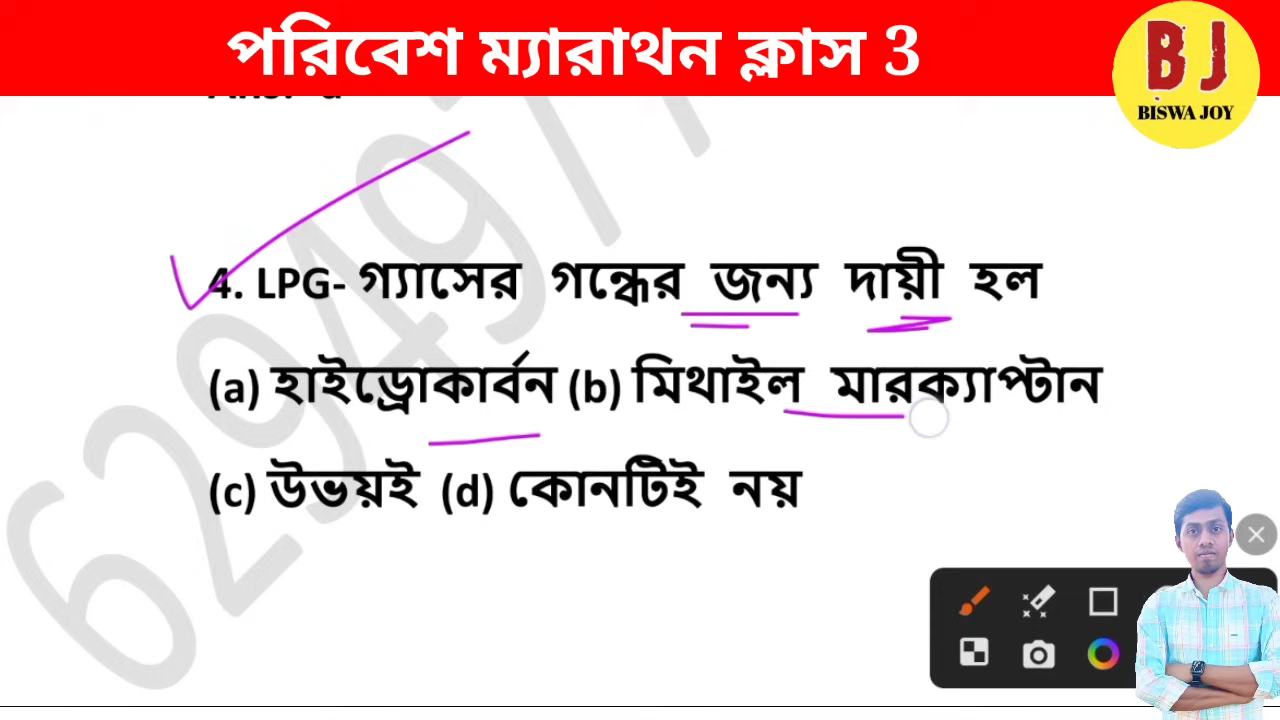 পরিবেশ ম্যারাথন ক্লাস 3
BJ
BISWA JOY
4. LPG- গ্যাসের গন্ধের জন্য দায়ী হল
(a) হাইড্রোকার্বন (b) মিথাইল মারক্যাপ্টান
(c) উভয়ই (d) কোনটিই নয়